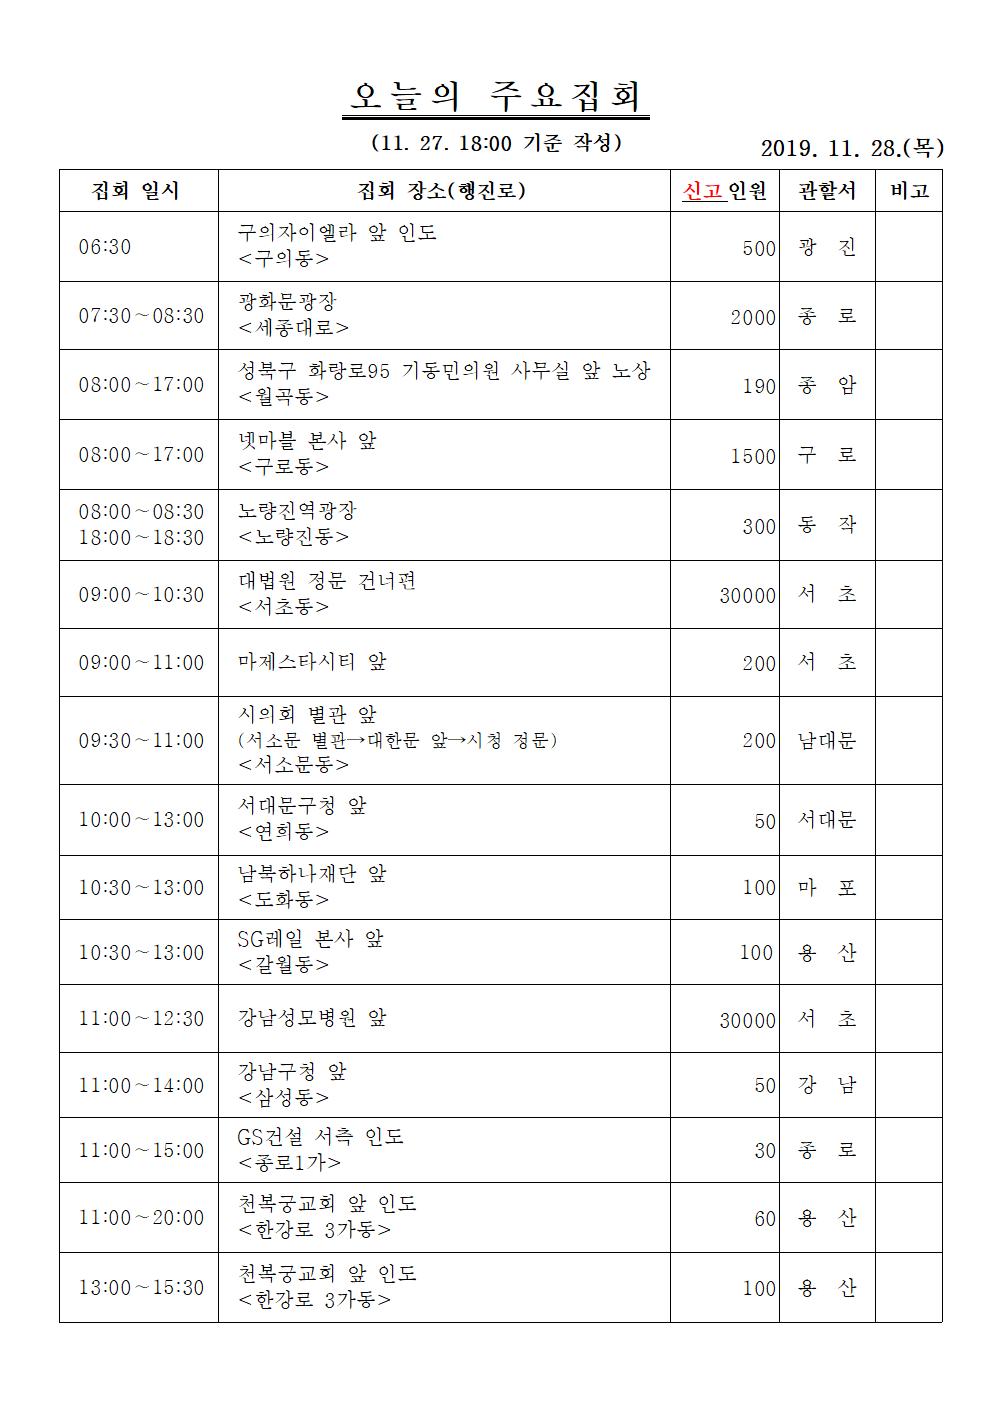 오늘의 주요집회
(11. 27. 18:00 기준 작성)
2019. 11. 28.(목)
집회 일시 집회 장소(행진로) 신고인원 관할서 비고
06:30 구의자이엘라 앞 인도 500 광 진
<구의동>
07:30~08:30 광화문광장 2000 종 로
<세종대로>
08:00~17:00 성북구 화랑로95 기동민의원 사무실 앞 노상 190 종 암
<월곡동>
08:00~17:00 넷마블 본사 앞 1500 구 로
<구로동>
08:00~08:30 노량진역광장 300 동 작
18:00~18:30 <노량진동>
09:00~10:30 대법원 정문 건너편 30000 서 초
<서초동>
09:00~11:00 마제스타시티 앞 200 서 초
시의회 별관 앞
09:30~11:00 (서소문 별관→대한문 앞→시청 정문) 200 남대문
<서소문동>
10:00~13:00 서대문구청 앞 50 서대문
<연희동>
10:30~13:00 남북하나재단 앞 100 마 포
<도화동>
10:30~13:00 SG레일 본사 앞 100 용 산
<갈월동>
11:00~12:30 강남성모병원 앞 30000 서 초
11:00~14:00 강남구청 앞 50 강 남
<삼성동>
11:00~15:00 GS건설 서측 인도 30 종 로
<종로1가>
11:00~20:00 천복궁교회 앞 인도 60 용 산
<한강로 3가동>
13:00~15:30 천복궁교회 앞 인도 100 용 산
<한강로 3가동>